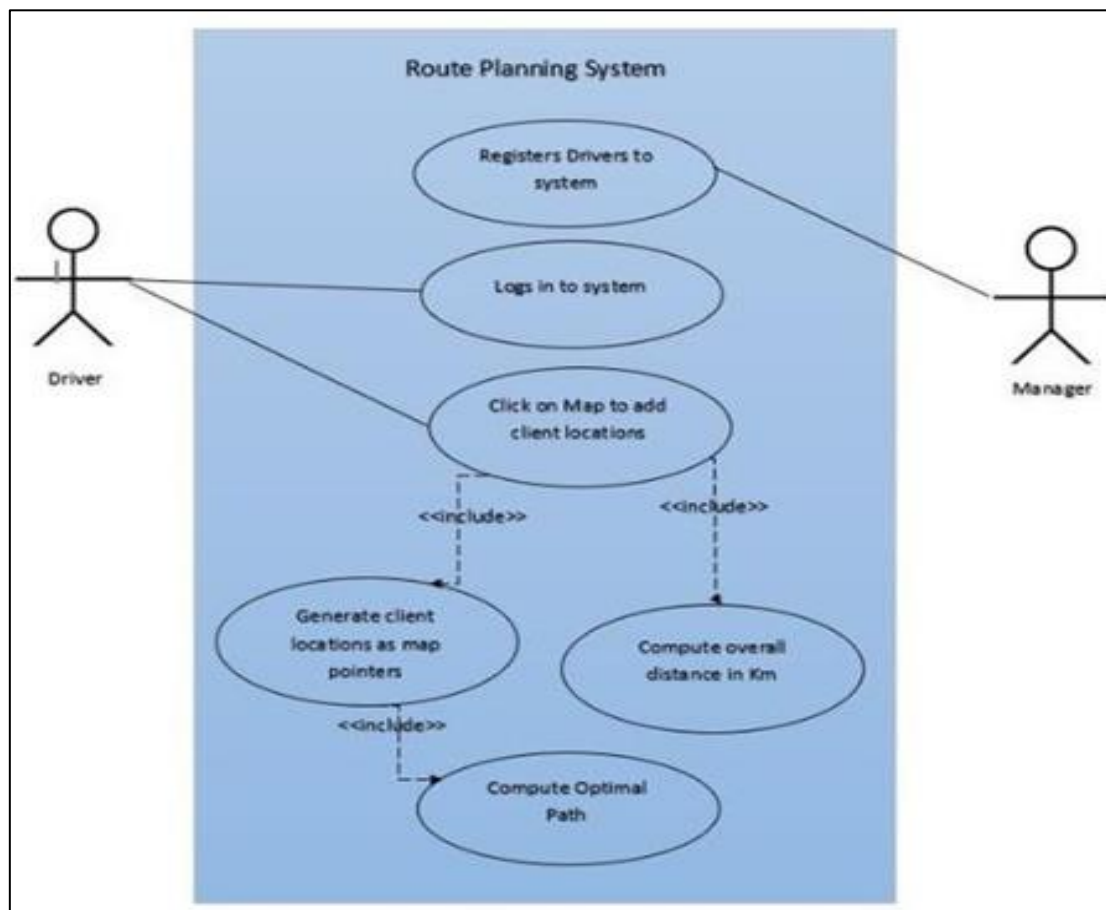 Route Planning System
Registers Drivers to
system
Logs in to system
Driver
Manager
Click on Map to add
client locations
<<include>>
<<include>>
Generate client
locations as map
pointers
Compute overall
distance in Km
<<include>>
Compute Optimal
Path